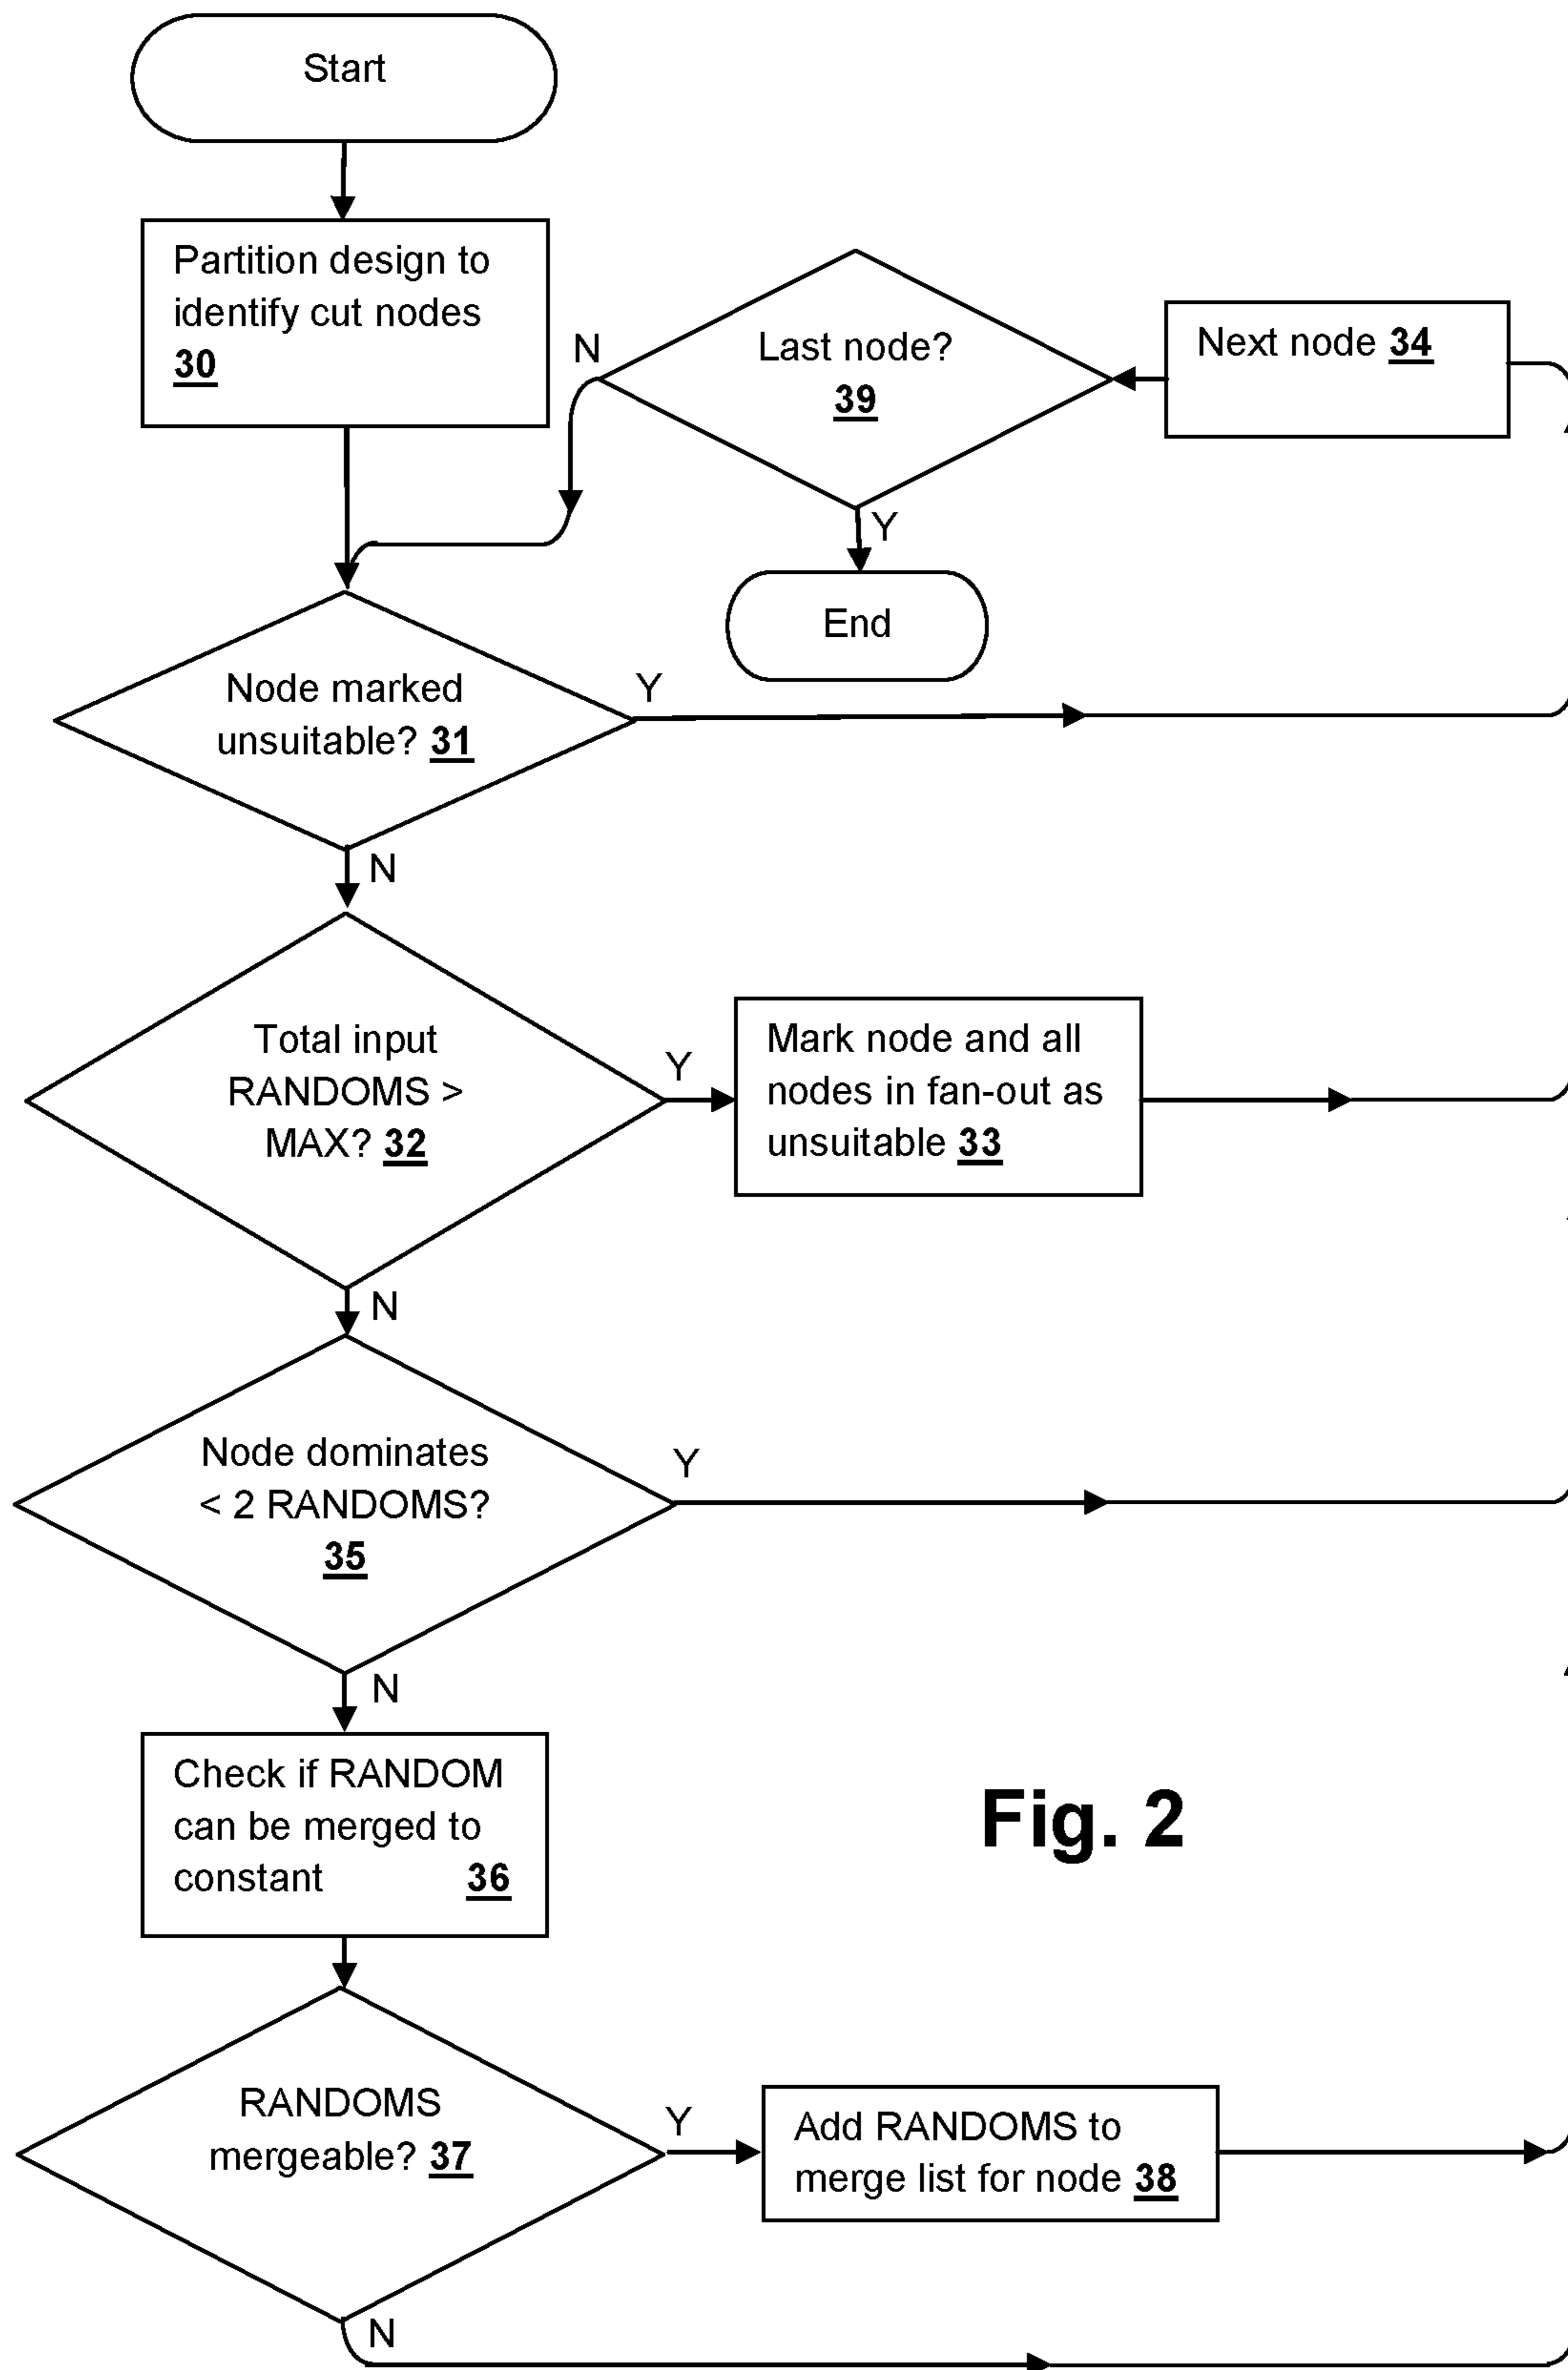 Start
Partition design to
identify cut nodes
30
N
Last node?
39
Next node 34
Y
End
Node marked
unsuitable? 31
Y
N
Total input
RANDOMS >
MAX? 32
Y
Mark node and all
nodes in fan-out as
unsuitable 33
N
Node dominates
< 2 RANDOMS?
35
Y
N
Check if RANDOM
can be merged to
constant 36
Fig. 2
RANDOMS
mergeable? 37
Y
Add RANDOMS to
merge list for node 38
N